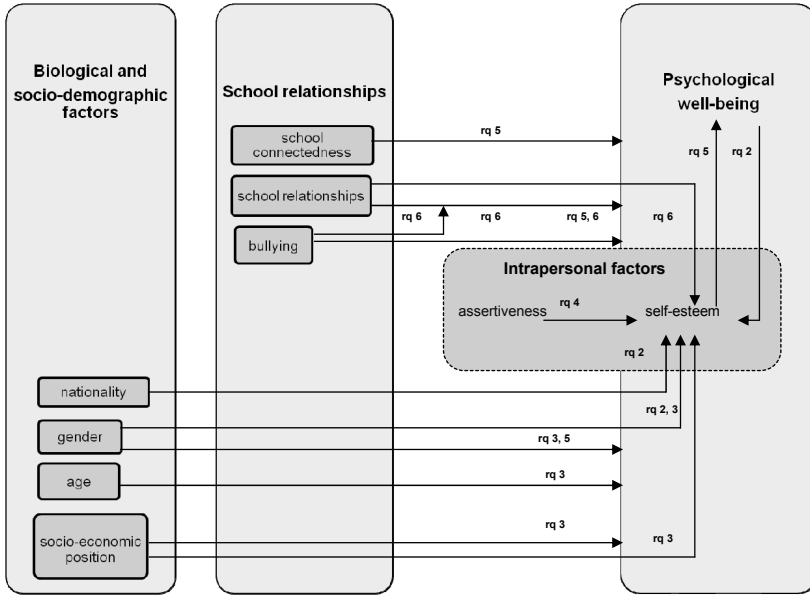 Biological and
socio-demographic
factors
nationality
gender
age
socio-economic
position
School relationships
school
connectedness
school relationships
bullying
rq 5
rq 6
rq 6
rq 5, 6
rq 6
Psychological
well-being
rq 5
rq 2
Intrapersonal factors
assertiveness
rq 4
self-esteem
rq 2
rq 2, 3
rq 3, 5
rq 3
rq 3
rq 3